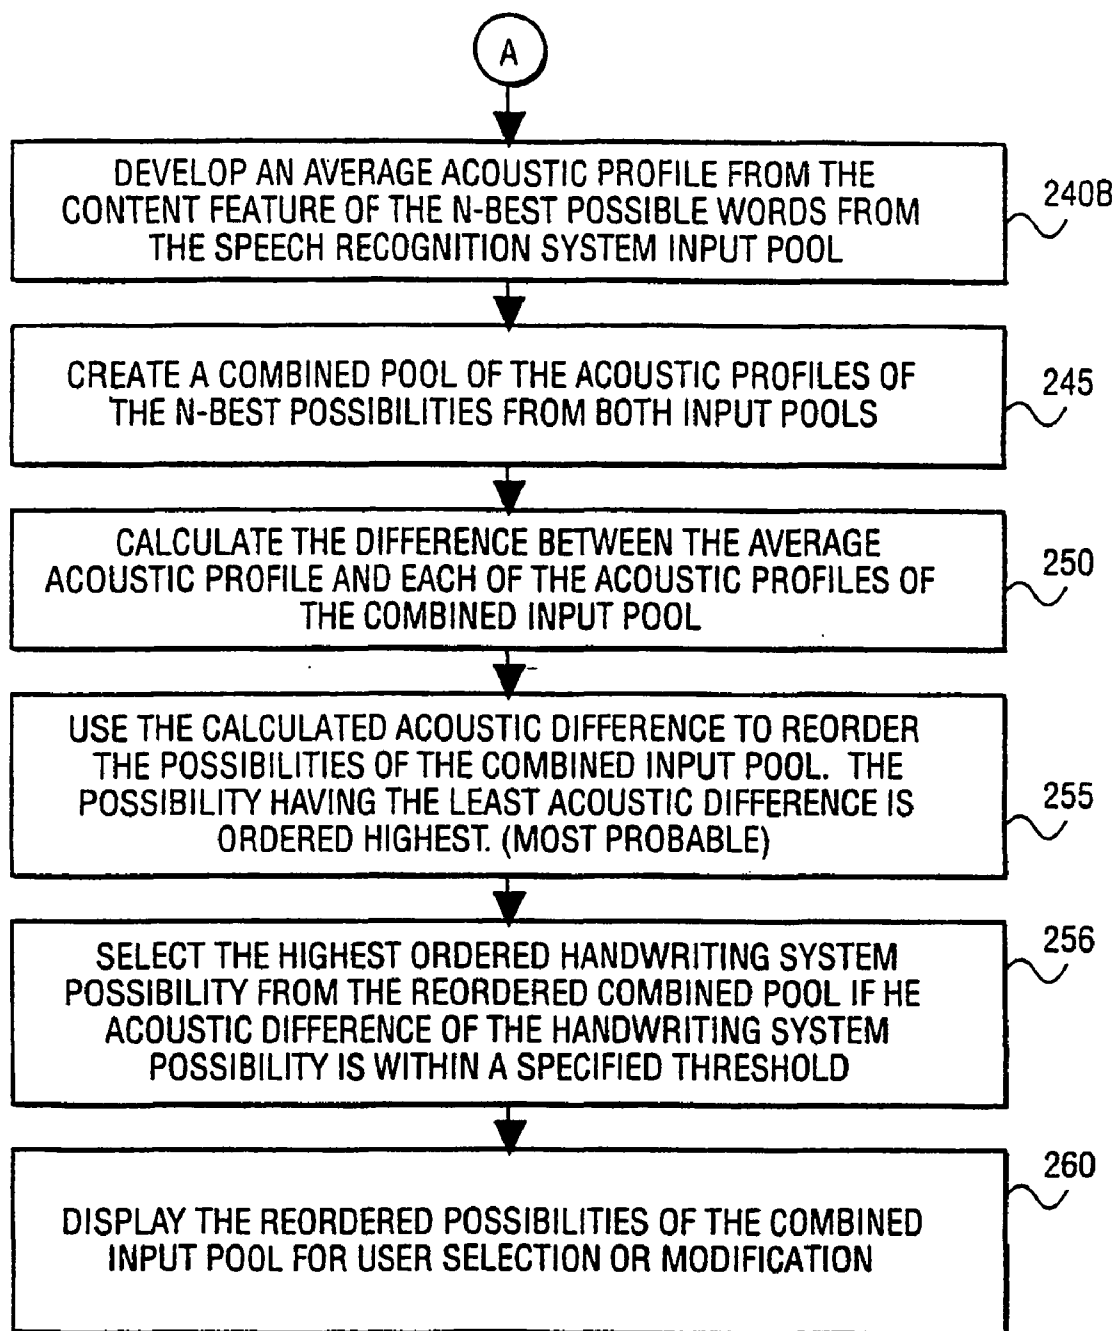 A
DEVELOP AN AVERAGE ACOUSTIC PROFILE FROM THE
CONTENT FEATURE OF THE N-BEST POSSIBLE WORDS FROM
THE SPEECH RECOGNITION SYSTEM INPUT POOL
240B
CREATE A COMBINED POOL OF THE ACOUSTIC PROFILES OF
THE N-BEST POSSIBILITIES FROM BOTH INPUT POOLS
245
CALCULATE THE DIFFERENCE BETWEEN THE AVERAGE
ACOUSTIC PROFILE AND EACH OF THE ACOUSTIC PROFILES OF
THE COMBINED INPUT POOL
250
USE THE CALCULATED ACOUSTIC DIFFERENCE TO REORDER
THE POSSIBILITIES OF THE COMBINED INPUT POOL. THE
POSSIBILITY HAVING THE LEAST ACOUSTIC DIFFERENCE IS
ORDERED HIGHEST. (MOST PROBABLE)
255
SELECT THE HIGHEST ORDERED HANDWRITING SYSTEM
POSSIBILITY FROM THE REORDERED COMBINED POOL IF HE
ACOUSTIC DIFFERENCE OF THE HANDWRITING SYSTEM
POSSIBILITY IS WITHIN A SPECIFIED THRESHOLD
256
DISPLAY THE REORDERED POSSIBILITIES OF THE COMBINED
INPUT POOL FOR USER SELECTION OR MODIFICATION
260